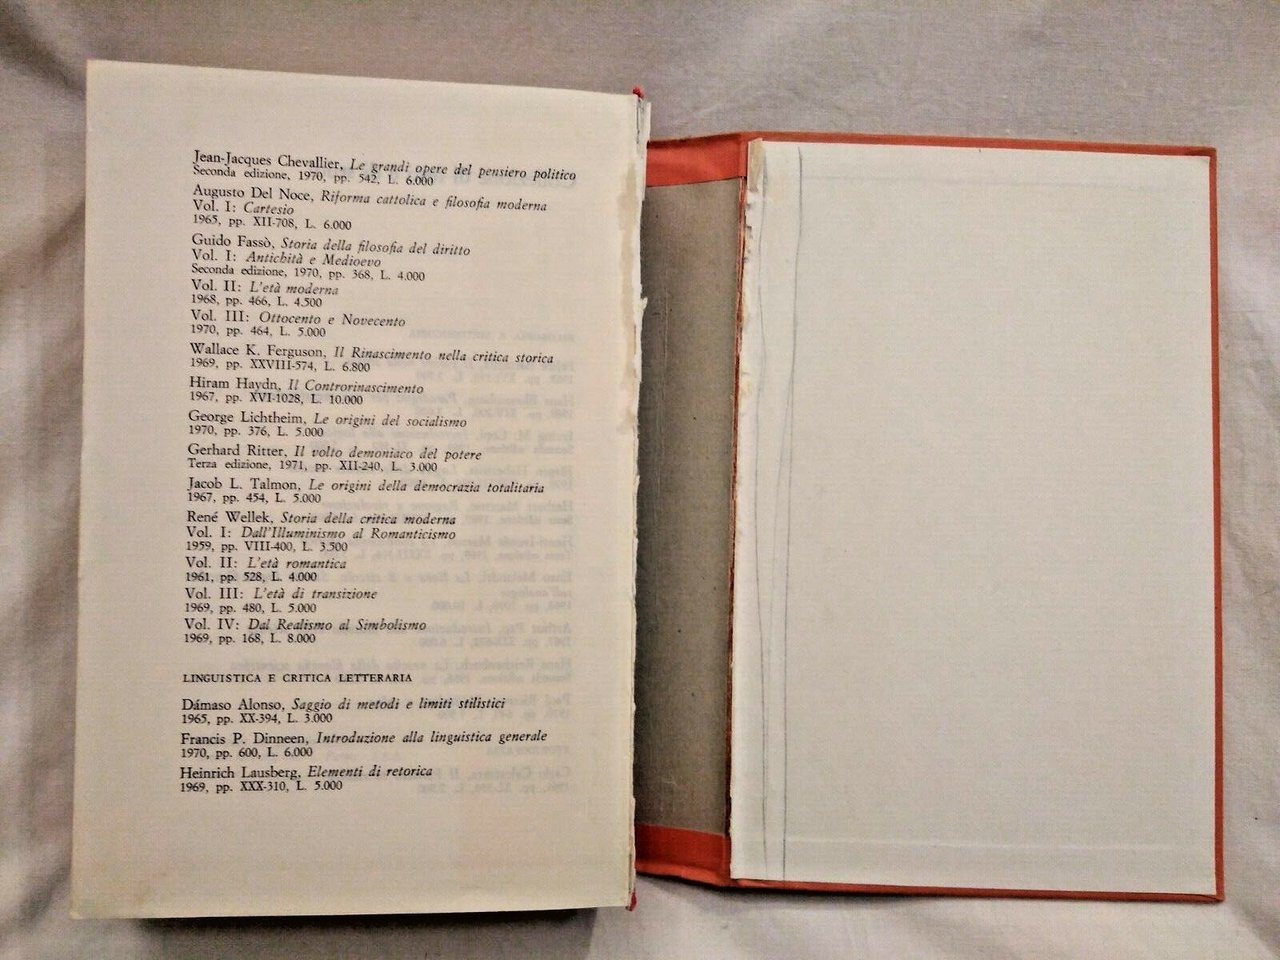 Jean-Jacques Chevallier, Le grandi opere del pensiero politico
Seconda edizione, 1970, pp. 542, L. 6.000
Augusto Del Noce, Riforma cattolica e filosofia moderna
Vol. I: Cartesio
1965, pp. XII-708, L. 6.000
Guido Fassò, Storia della filosofia del diritto
Vol. I: Antichità e Medioevo
Seconda edizione, 1970, pp. 368, L. 4.000
Vol. II: L'età moderna
1968, pp. 466, L. 4.500
Vol. III: Ottocento e Novecento
1970, pp. 464, L. 5.000
Wallace K. Ferguson, Il Rinascimento nella critica storica
1969, pp. XXVIII-574, L. 6.800
Hiram Haydn, Il Controrinascimento
1967, pp. XVI-1028, L. 10.000
George Lichtheim, Le origini del socialismo
1970, pp. 376, L. 5.000
Gerhard Ritter, Il volto demoniaco del potere
Terza edizione, 1971, pp. XII-240, L. 3.000
Jacob L. Talmon, Le origini della democrazia totalitaria
1967, pp. 454, L. 5.000
René Wellek, Storia della critica moderna
Vol. I: Dall'Illuminismo al Romanticismo
1959, pp. VIII-400, L. 3.500
Vol. II: L'età romantica
1961, pp. 528, L. 4.000
Vol. III: L'età di transizione
1969, pp. 480, L. 5.000
Vol. IV: Dal Realismo al Simbolismo
1969, pp. 168, L. 8.000
LINGUISTICA E CRITICA LETTERARIA
Dámaso Alonso, Saggio di metodi e limiti stilistici
1965, pp. XX-394, L. 3.000
Francis P. Dinneen, Introduzione alla linguistica generale
1970, pp. 600, L. 6.000
Heinrich Lausberg, Elementi di retorica
1969, pp. XXX-310, L. 5.000